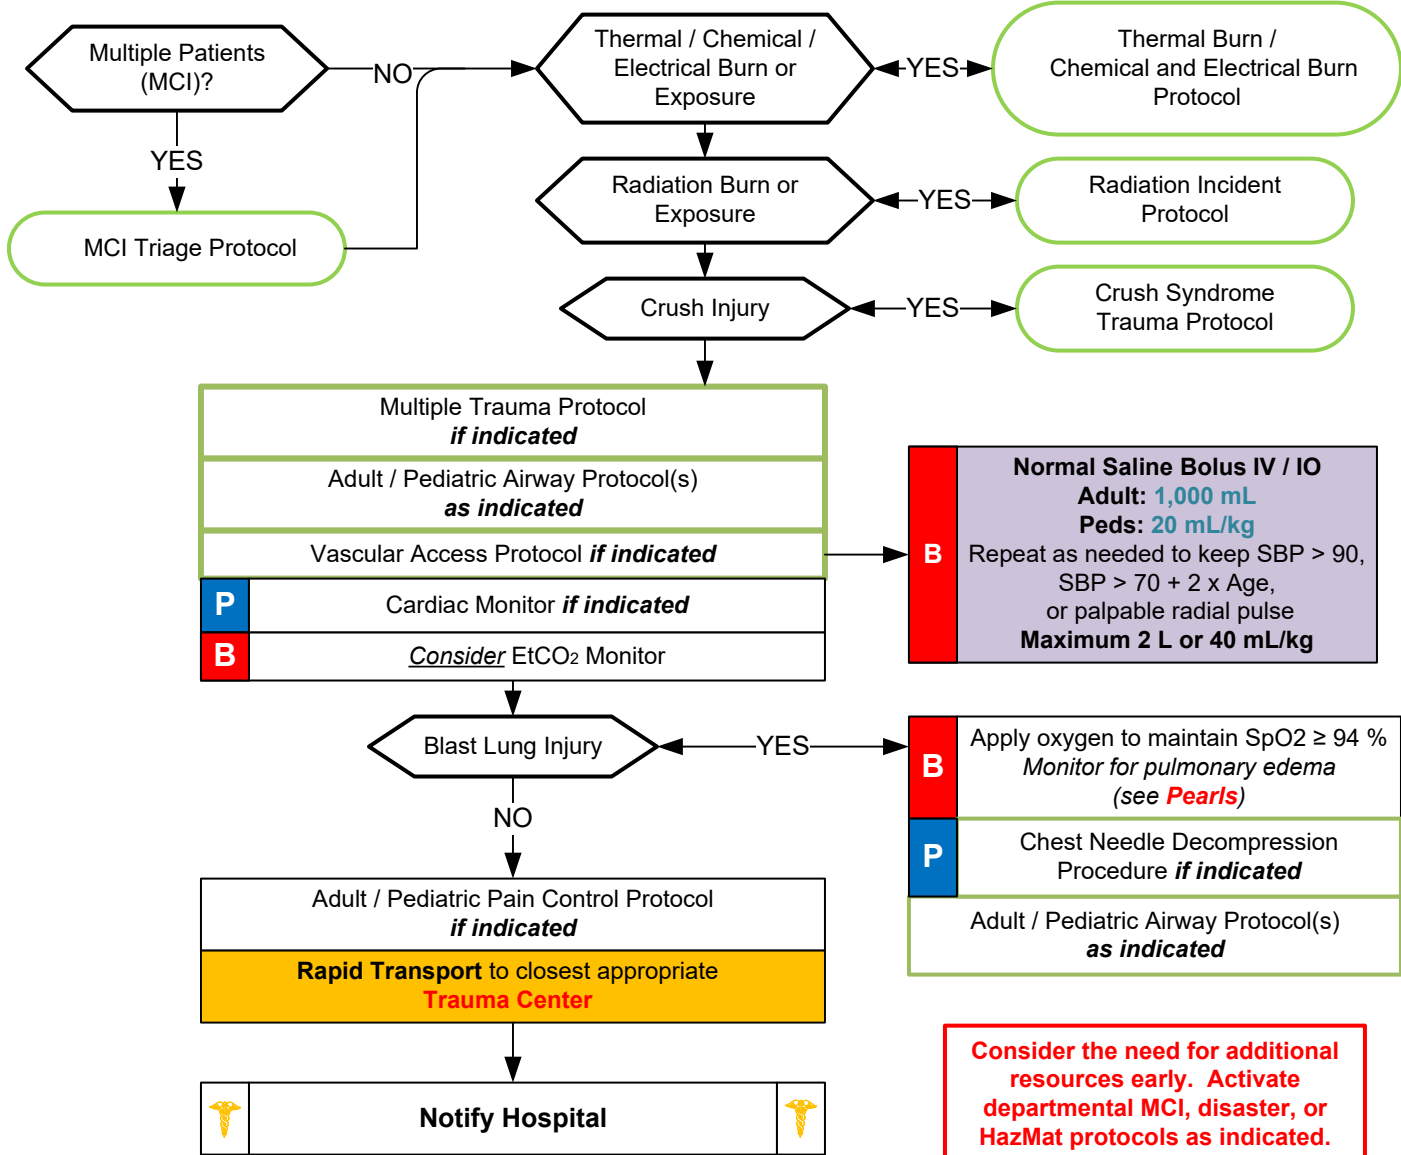 Multiple Patients
(MCI)?
NO
YES
MCI Triage Protocol
Thermal / Chemical /
Electrical Burn or
Exposure
YES
Thermal Burn /
Chemical and Electrical Burn
Protocol
Radiation Burn or
Exposure
YES
Radiation Incident
Protocol
Crush Injury
YES
Crush Syndrome
Trauma Protocol
Multiple Trauma Protocol
if indicated
Adult / Pediatric Airway Protocol(s)
as indicated
Vascular Access Protocol if indicated
P
Cardiac Monitor if indicated
B
Consider EtCO2 Monitor
B
Normal Saline Bolus IV / IO
Adult: 1,000 mL
Peds: 20 mL/kg
Repeat as needed to keep SBP > 90,
SBP > 70 + 2 x Age,
or palpable radial pulse
Maximum 2 L or 40 mL/kg
Blast Lung Injury
YES
NO
B
Apply oxygen to maintain SpO2 ≥ 94 %
Monitor for pulmonary edema
(see Pearls)
P
Chest Needle Decompression
Procedure if indicated
Adult / Pediatric Airway Protocol(s)
as indicated
Adult / Pediatric Pain Control Protocol
if indicated
Rapid Transport to closest appropriate
Trauma Center
Notify Hospital
Consider the need for additional
resources early. Activate
departmental MCI, disaster, or
HazMat protocols as indicated.